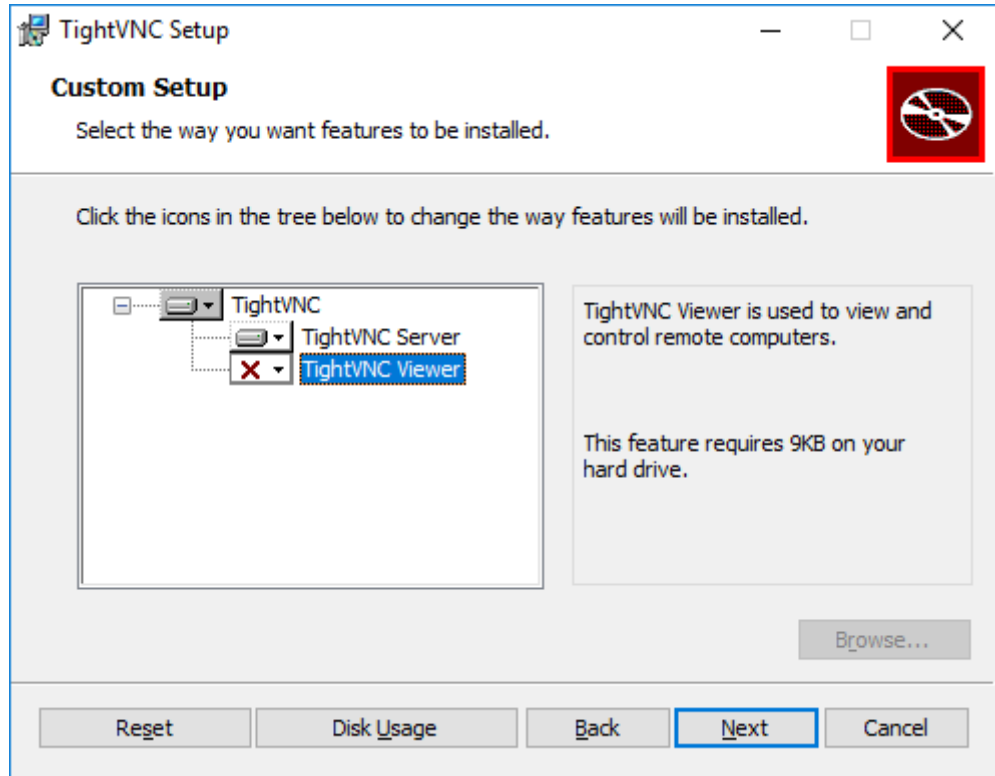 TightVNC Setup
Custom Setup
Select the way you want features to be installed.
Click the icons in the tree below to change the way features will be installed.
TightVNC
TightVNC Server
TightVNC Viewer
TightVNC Viewer is used to view and
control remote computers.
This feature requires 9KB on your
hard drive.
Browse...
Reset
Disk Usage
Back
Next
Cancel